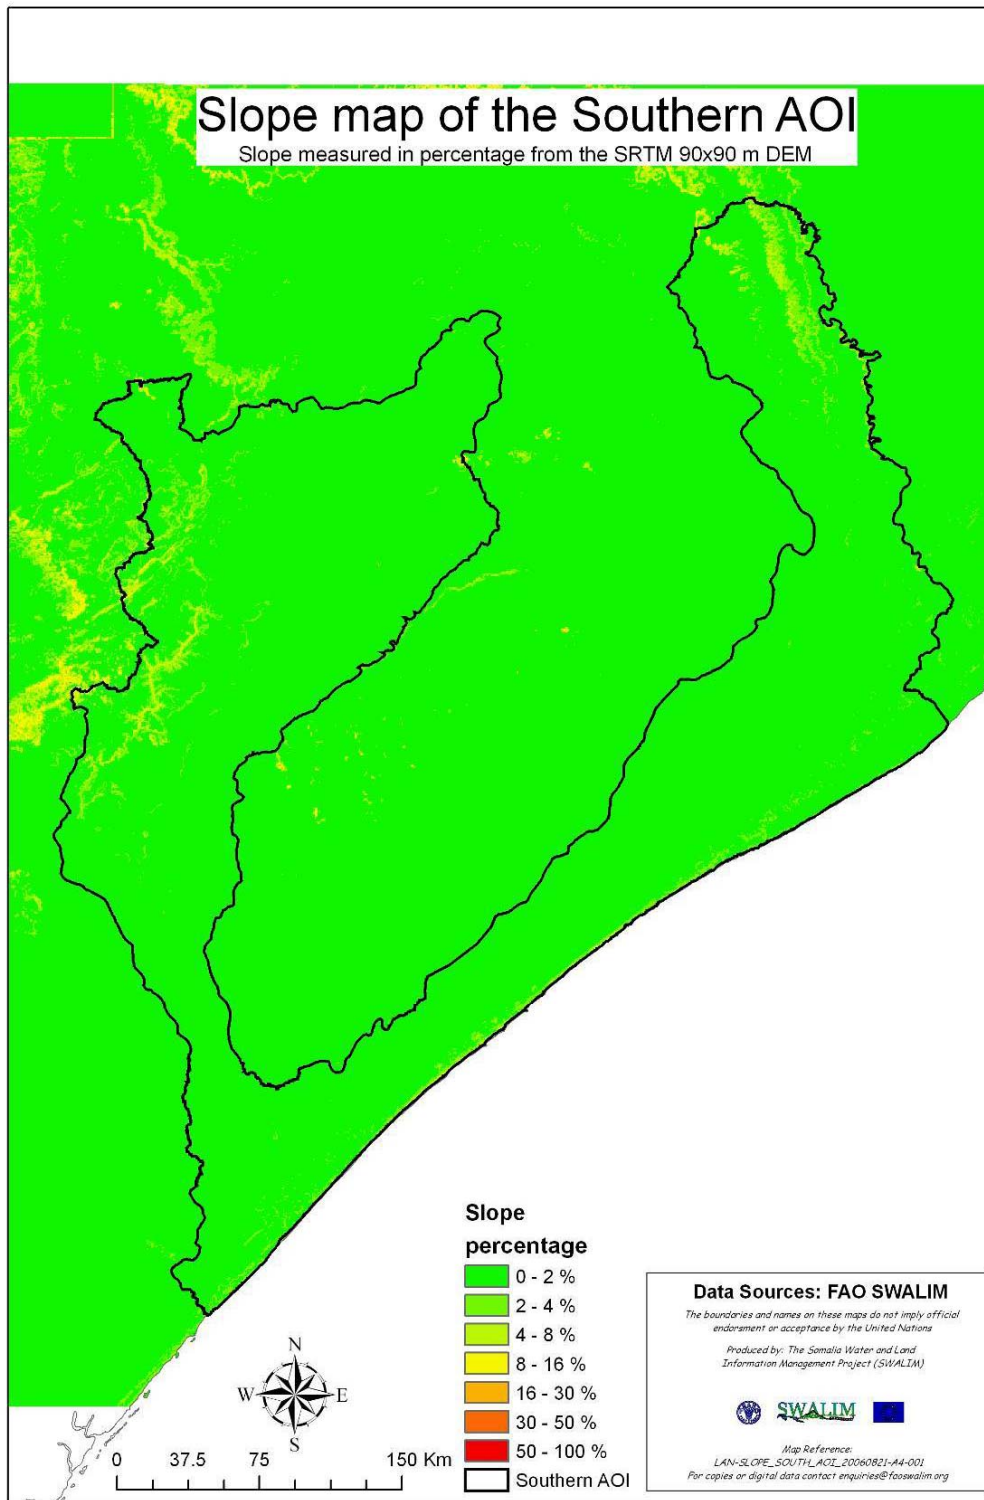 Slope map of the Southern AOI
Slope measured in percentage from the SRTM 90x90 m DEM
Slope
percentage
0 - 2 %
2 - 4 %
4 - 8 %
8 - 16 %
16 - 30 %
30 - 50 %
50 - 100 %
Southern AOI
N
W
E
S
0 37.5 75 150 Km
Data Sources: FAO SWALIM
The boundaries and names on these maps do not imply official
endorsment or acceptance by the United Nations
Produced by: The Somalia Water and Land
Information Management Project (SWALIM)
SWALIM
Map Reference:
LAN-SLOPE_SOUTH_AOI_20060821-A4-001
For copies or digital data contact enquiries@faoswalim.org